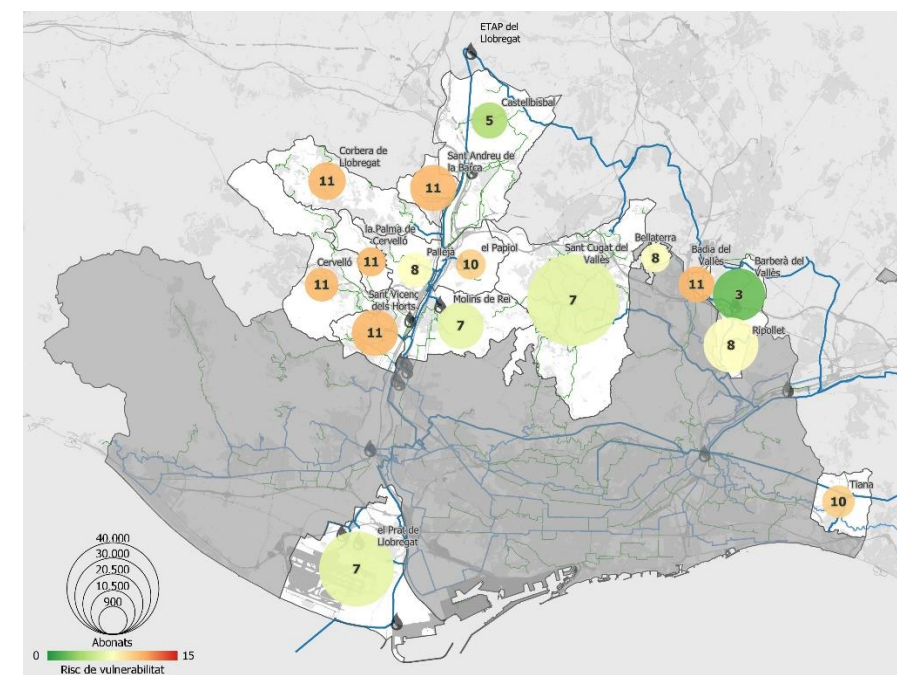 ETAP del
Llobregat
Castellbisbal
5
Corbera de
Llobregat
11
Sant Andreu de
la Barca
11
la Palma de
Cervelló
11
Cervelló
11
Pallejà
8
el Papiol
10
Sant Cugat del
Vallès
7
Bellaterra
8
Badia del
Vallès
11
Barberà del
Vallès
3
Sant Vicenç
dels Horts
11
Molins de Rei
7
Ripollet
8
Tiana
10
el Prat de
Llobregat
7
40.000
30.000
20.500
10.500
900
Abonats
0
15
Risc de vulnerabilitat